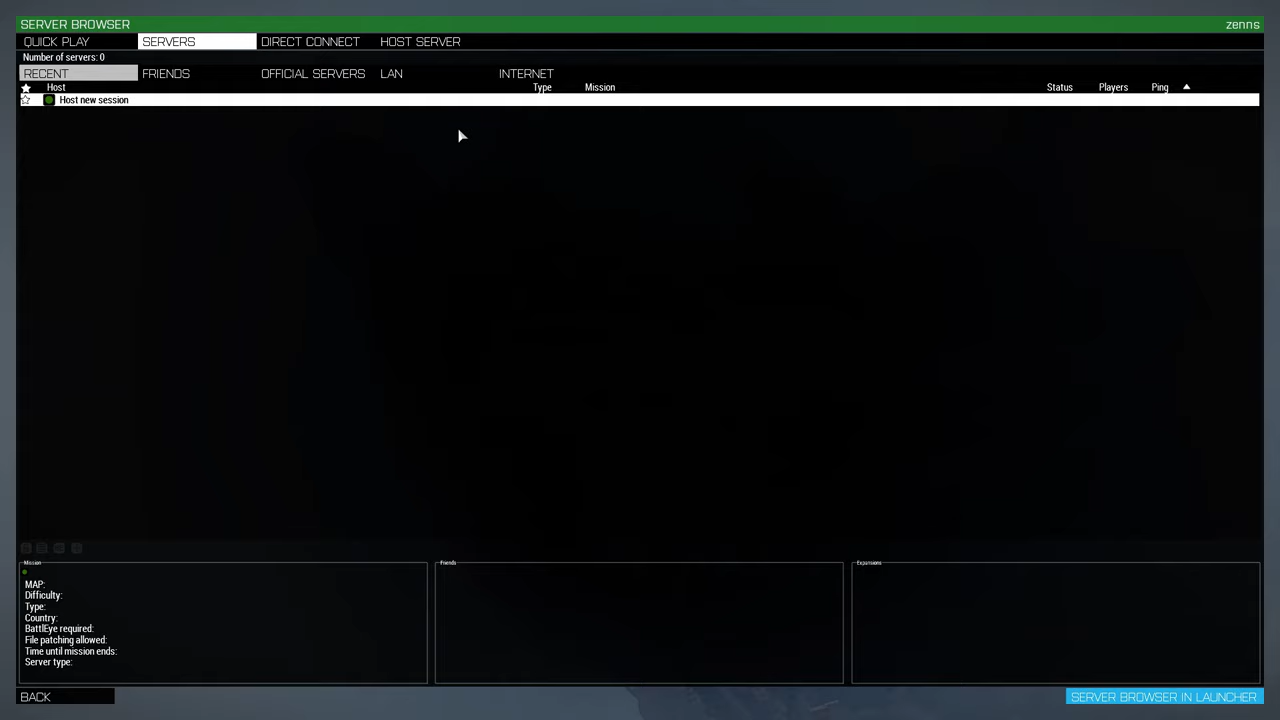 SERVER BROWSER zenns
QUICK PLAY SERVERS DIRECT CONNECT HOST SERVER
Number of servers: 0
RECENT FRIENDS OFFICIAL SERVERS LAN INTERNET
Host Type Mission Status Players Ping
Host new session
Mission Friends Expansions
MAP:
Difficulty:
Type:
Country:
BattlEye required:
File patching allowed:
Time until mission ends:
Server type:
BACK SERVER BROWSER IN LAUNCHER